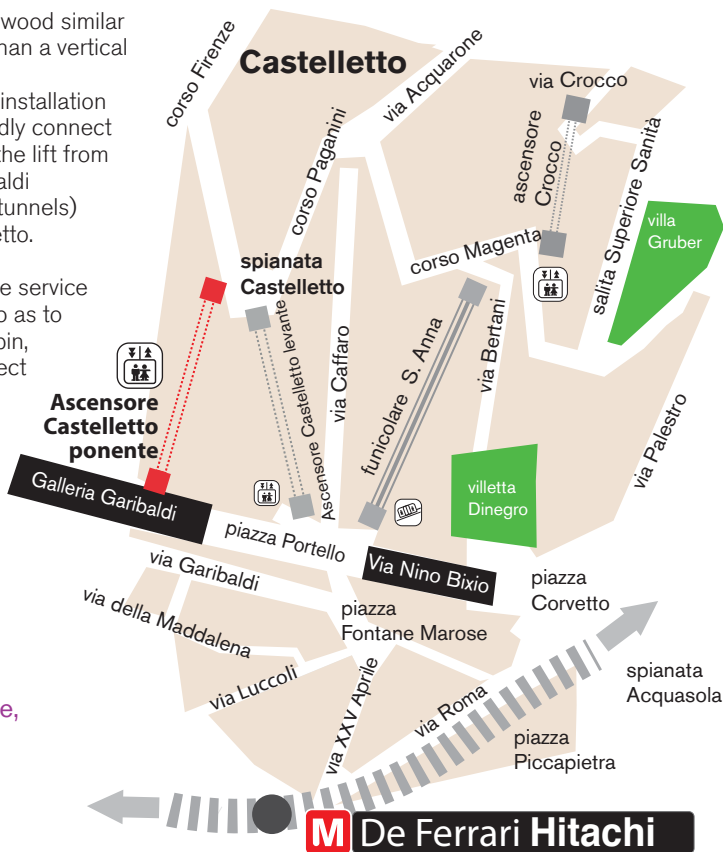 wood similar
han a vertical
installation
dly connect
the lift from
aldi
tunnels)
tto.
e service
o as to
bin,
ect
e,
Castelletto
corso Firenze
via Acquarone
via Crocco
ascensore
Crocco
corso Paganini
salita Superiore Sanità
villa
Gruber
corso Magenta
spianata
Castelletto
Ascensore Castelletto levante
via Caffaro
funicolare S. Anna
via Bertani
via Palestro
Ascensore
Castelletto
ponente
Galleria Garibaldi
villetta
Dinegro
piazza Portello
Via Nino Bixio
via Garibaldi
piazza
Corvetto
via della Maddalena
piazza
Fontane Marose
via Luccoli
via XXV Aprile
via Roma
spianata
Acquasola
piazza
Piccapietra
M De Ferrari Hitachi